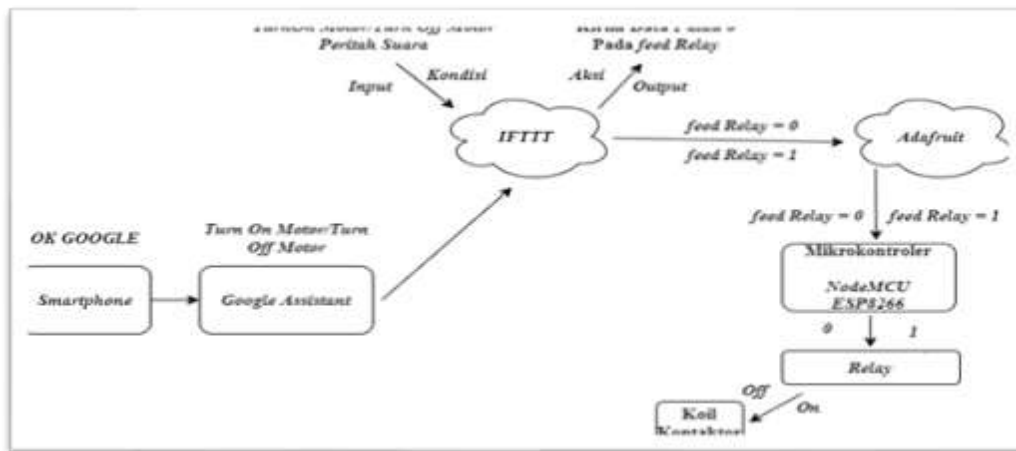 Peritah Suara
Pada feed Relay
Kondisi
Input
Aksi
Output
IFTTT
feed Relay = 0
feed Relay = 1
Adafruit
feed Relay = 0
feed Relay = 1
OK GOOGLE
Turn On Motor/Turn
Off Motor
Smartphone
Google Assistant
Mikrokontroler
NodeMCU
ESP8266
0
1
Relay
Off
On
Koil
Kontaktor